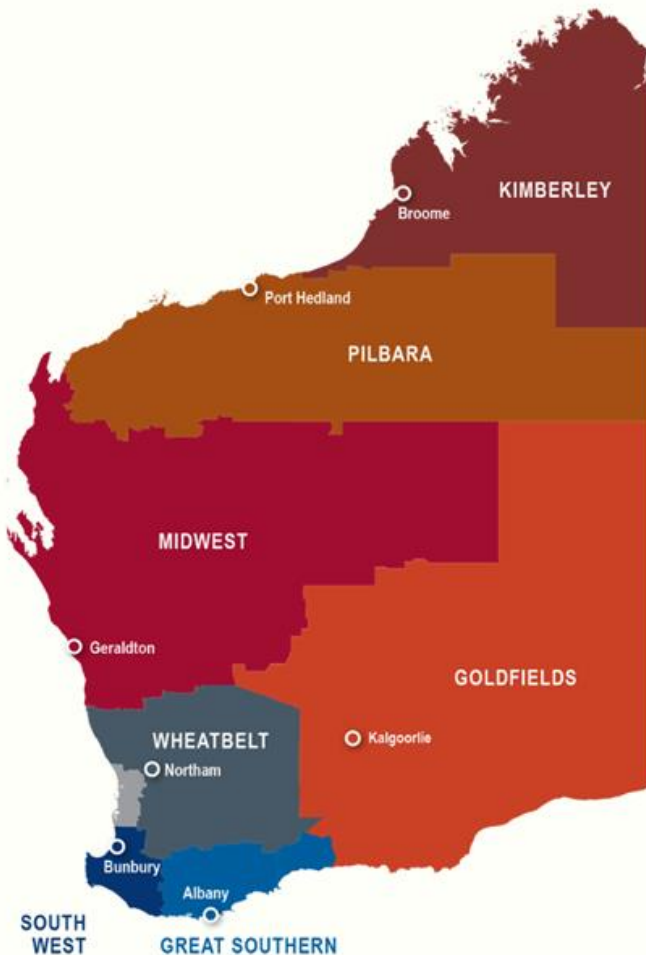 KIMBERLEY
Broome
Port Hedland
PILBARA
MIDWEST
Geraldton
GOLDFIELDS
WHEATBELT
Kalgoorlie
Northam
Bunbury
Albany
SOUTH
WEST
GREAT SOUTHERN